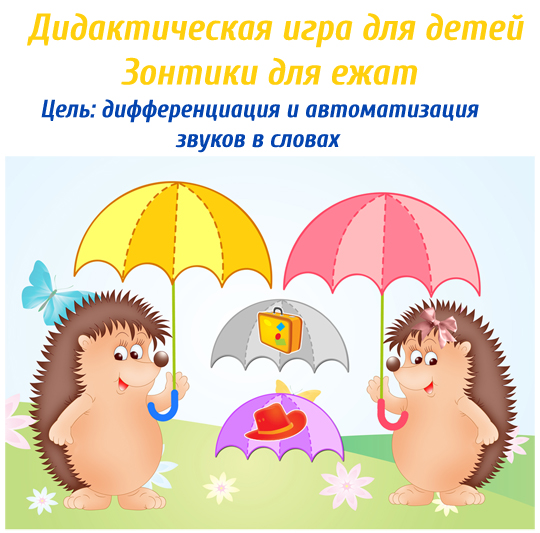 Дидактическая игра для детей
Зонтики для ежат
Цель: дифференциация и автоматизация
звуков в словах